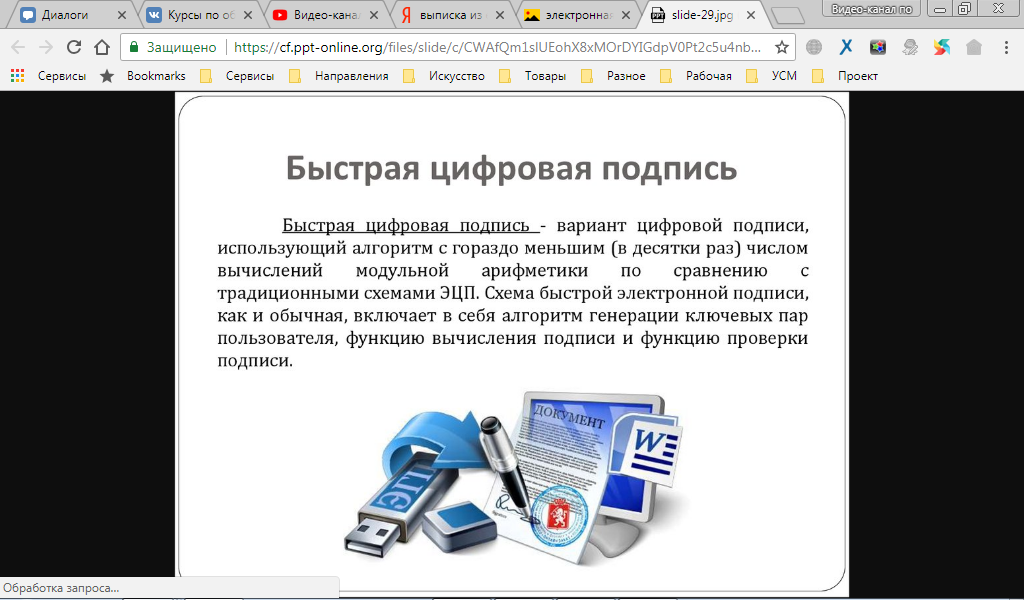 Диалоги
Курсы по об
Видео-кана
выписка из
электронна
slide-29.jpg
Видео-канал по
Защищено
https://cf.ppt-online.org/files/slide/c/CWAfQm1slUEohX8xMOrDYIGdpV0Pt2c5u4nb...
Сервисы
Bookmarks
Сервисы
Направления
Искусство
Товары
Разное
Рабочая
УСМ
Проект
Быстрая цифровая подпись
Быстрая цифровая подпись - вариант цифровой подписи,
использующий алгоритм с гораздо меньшим (в десятки раз) числом
вычислений модульной арифметики по сравнению с
традиционными схемами ЭЦП. Схема быстрой электронной подписи,
как и обычная, включает в себя алгоритм генерации ключевых пар
пользователя, функцию вычисления подписи и функцию проверки
подписи.
ДОКУМЕНТ
W
Обработка запроса...